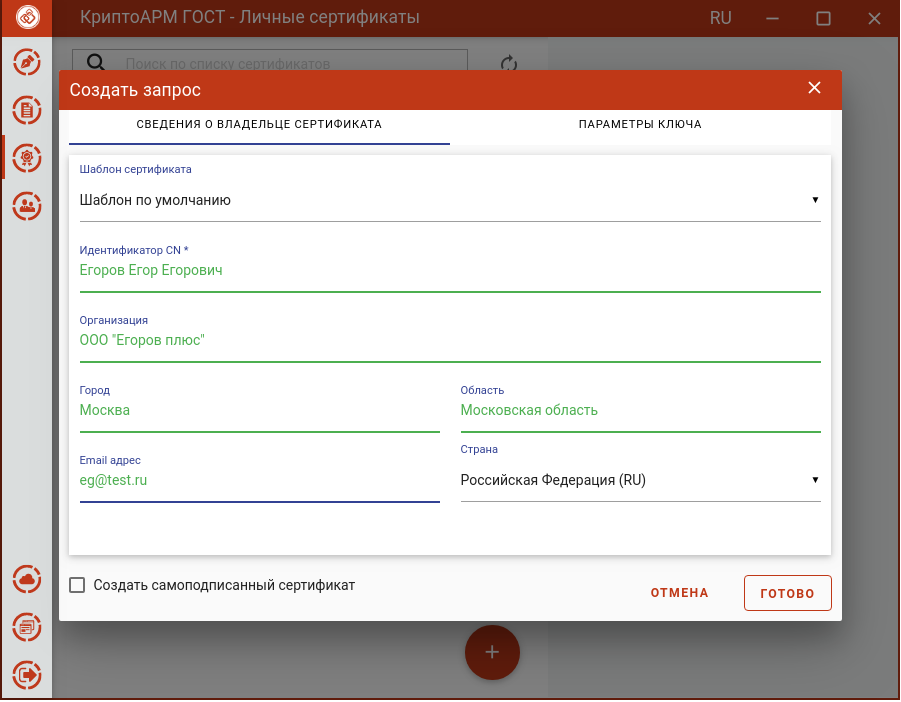 КриптоАРМ ГОСТ - Личные сертификаты
RU
Поиск по списку сертификатов
Создать запрос
СВЕДЕНИЯ О ВЛАДЕЛЬЦЕ СЕРТИФИКАТА
ПАРАМЕТРЫ КЛЮЧА
Шаблон сертификата
Шаблон по умолчанию
Идентификатор CN *
Егоров Егор Егорович
Организация
ООО "Егоров плюс"
Город
Москва
Область
Московская область
Email адрес
eg@test.ru
Страна
Российская Федерация (RU)
Создать самоподписанный сертификат
ОТМЕНА
ГОТОВО